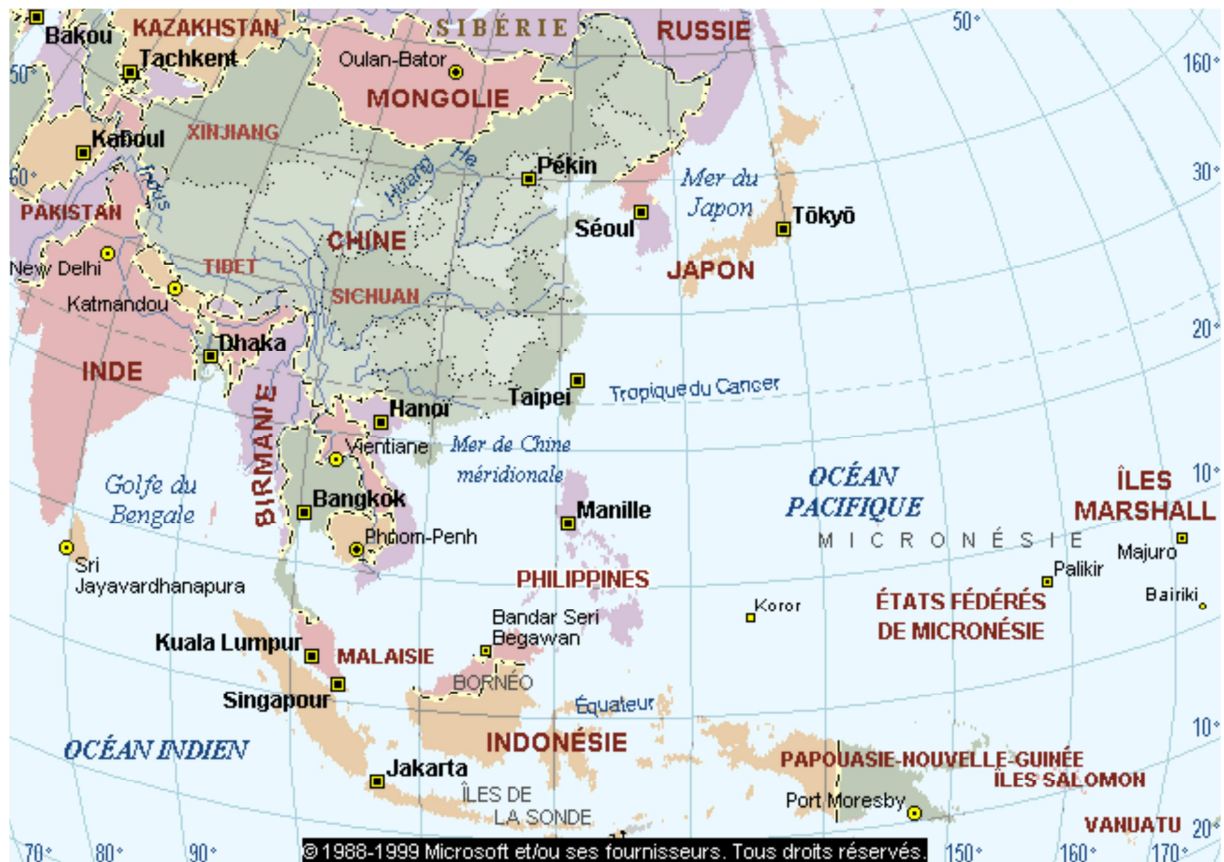 SIBÉRIE
RUSSIE
50°
Bakou
KAZAKHSTAN
Tachkent
Oulan-Bator
160°
50°
MONGOLIE
XINJIANG
Kaboul
Huang He
Pékin
Mer du
Japon
30°
60°
Indus
PAKISTAN
CHINE
Séoul
Tōkyō
New Delhi
TIBET
JAPON
Katmandou
SICHUAN
20°
Dhaka
INDE
Taipei
Tropique du Cancer
BIRMANIE
Hanoï
Vientiane
Mer de Chine
méridionale
Golfe du
Bengale
OCÉAN
PACIFIQUE
10°
ÎLES
MARSHALL
Bangkok
Manille
MICRONÉSIE
Majuro
Phnom-Penh
Palikir
Sri
Jayavardhanapura
PHILIPPINES
Bairiki
Koror
ÉTATS FÉDÉRÉS
DE MICRONÉSIE
Bandar Seri
Begawan
Kuala Lumpur
MALAISIE
BORNÉO
Singapour
Équateur
OCÉAN INDIEN
INDONÉSIE
10°
PAPOUASIE-NOUVELLE-GUINÉE
ÎLES SALOMON
Jakarta
ÎLES DE
LA SONDE
Port Moresby
VANUATU
20°
70°
80°
90°
© 1988-1999 Microsoft et/ou ses fournisseurs. Tous droits réservés.
150°
160°
170°